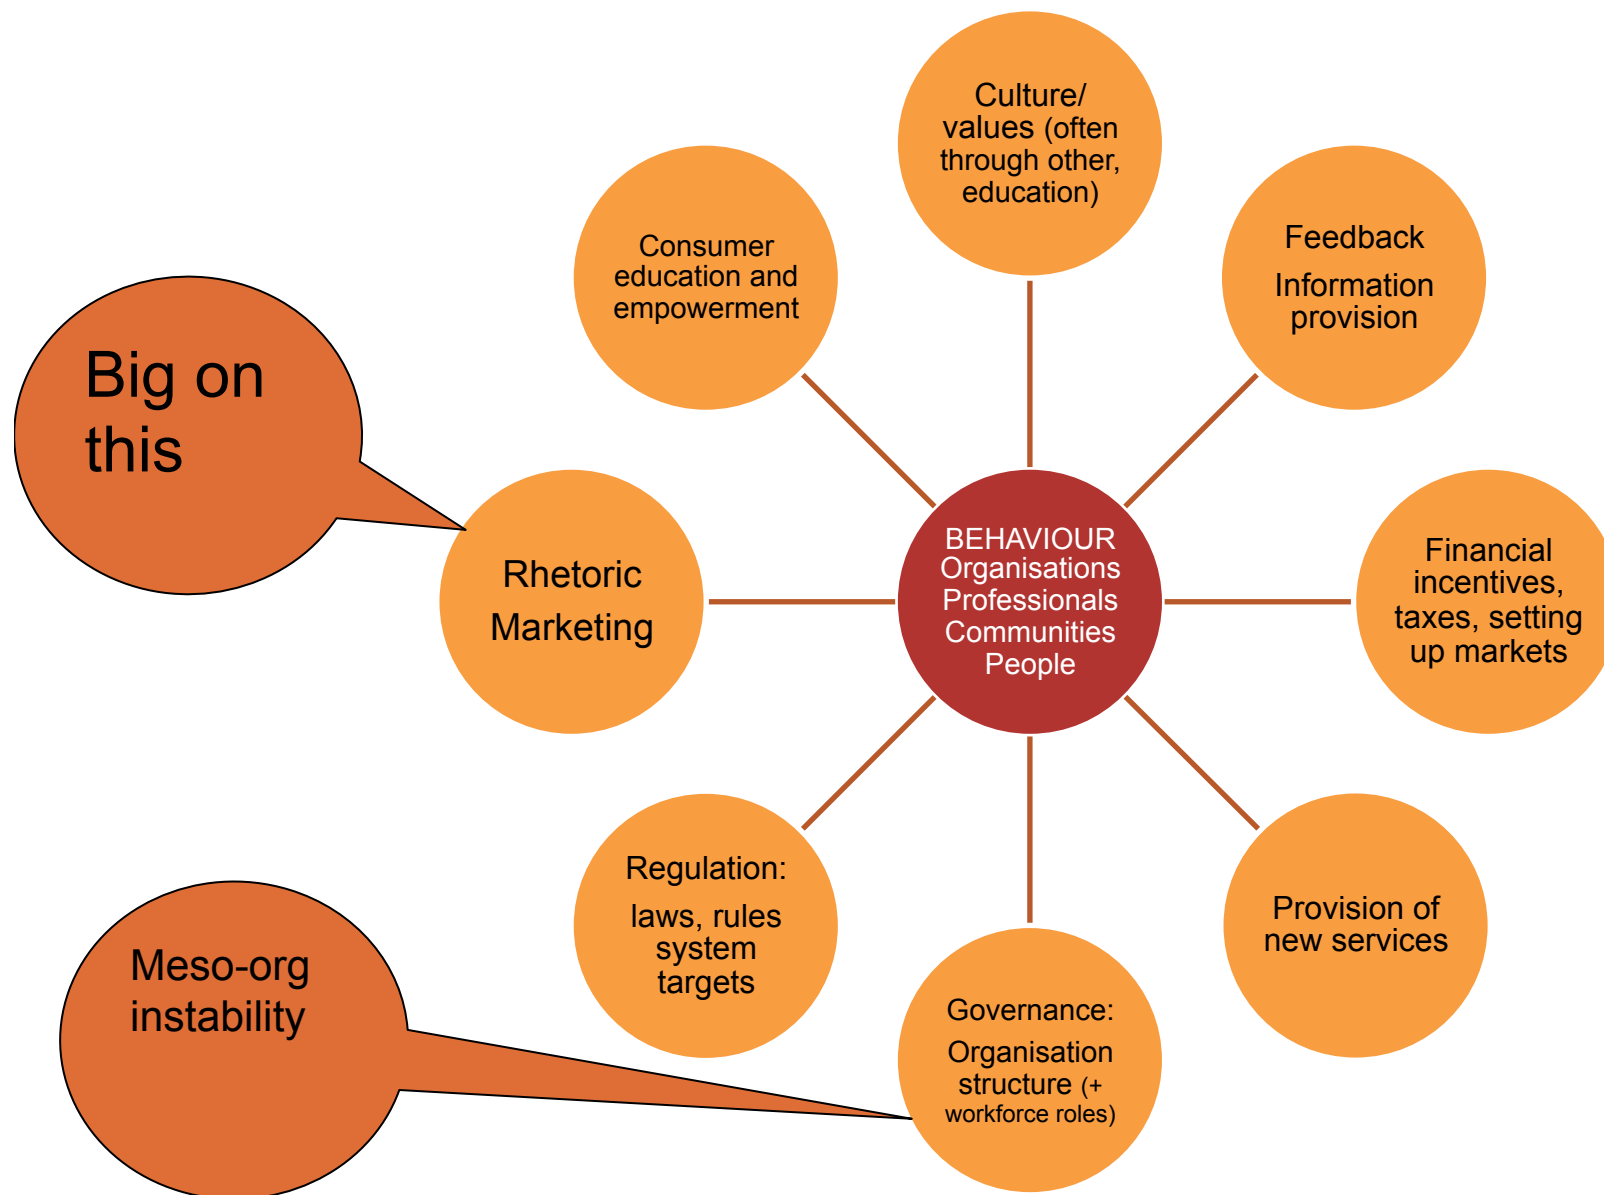 Culture/
values (often
through other,
education)
Feedback
Information
provision
Financial
incentives,
taxes, setting
up markets
Provision of
new services
Governance:
Organisation
structure (+
workforce roles)
Regulation:
laws, rules
system
targets
Rhetoric
Marketing
Consumer
education and
empowerment
BEHAVIOUR
Organisations
Professionals
Communities
People
Big on
this
Meso-org
instability